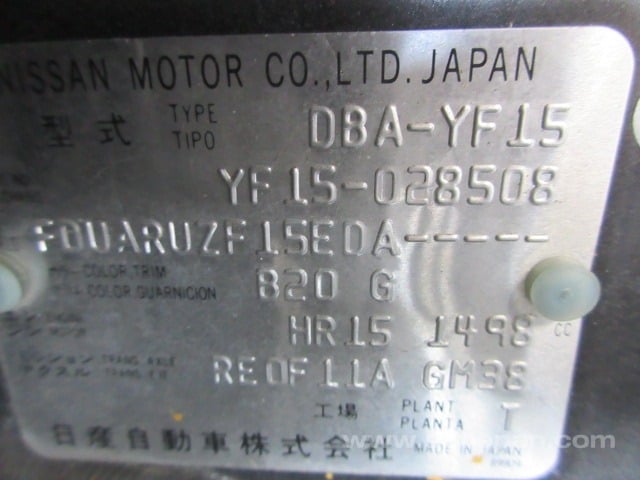 NISSAN MOTOR CO.,LTD. JAPAN
型式 TYPE TIPO DBA-YF15
YF15-028508
FDUARUZF15EDA-----
COLOR,TRIM COLOR,GUARNICION B20 G
HR15 1498 CC
TRANS. AXLE RE0F11A GM38
工場 PLANT PLANTA T
日産自動車株式会社 MADE IN JAPAN